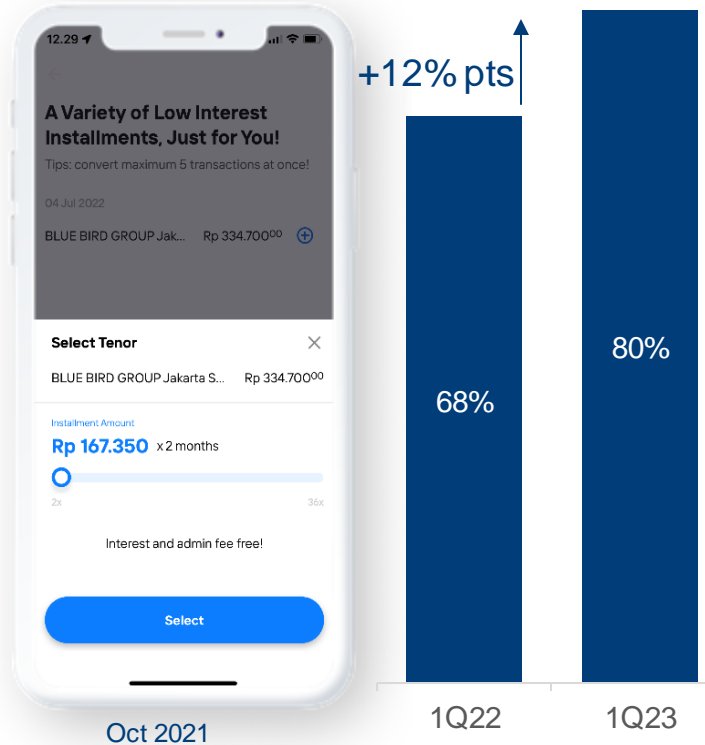 12.29
A Variety of Low Interest
Installments, Just for You!
Tips: convert maximum 5 transactions at once!
04 Jul 2022
BLUE BIRD GROUP Jak... Rp 334.700⁰⁰
Select Tenor
BLUE BIRD GROUP Jakarta S... Rp 334.700⁰⁰
Installment Amount
Rp 167.350 x 2 months
2x 36x
Interest and admin fee free!
Select
Oct 2021
+12% pts
68%
80%
1Q22 1Q23